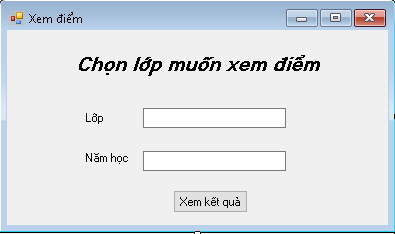 Xem điểm
Chọn lớp muốn xem điểm
Lớp
Năm học
Xem kết quả